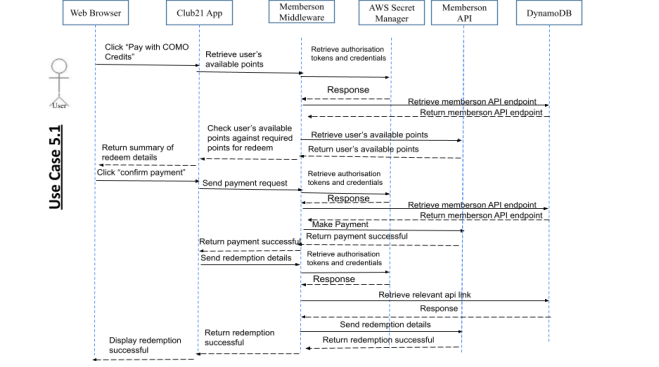 Web Browser
Club21 App
Memberson
Middleware
AWS Secret
Manager
Memberson
API
DynamoDB
User
Use Case 5.1
Click “Pay with COMO
Credits”
Retrieve user’s
available points
Retrieve authorisation
tokens and credentials
Response
Retrieve memberson API endpoint
Return memberson API endpoint
Check user’s available
points against required
points for redeem
Retrieve user’s available points
Return user’s available points
Return summary of
redeem details
Click “confirm payment”
Send payment request
Retrieve authorisation
tokens and credentials
Response
Retrieve memberson API endpoint
Return memberson API endpoint
Make Payment
Return payment successful
Return payment successful
Send redemption details
Retrieve authorisation
tokens and credentials
Response
Retrieve relevant api link
Response
Send redemption details
Return redemption successful
Return redemption
successful
Display redemption
successful